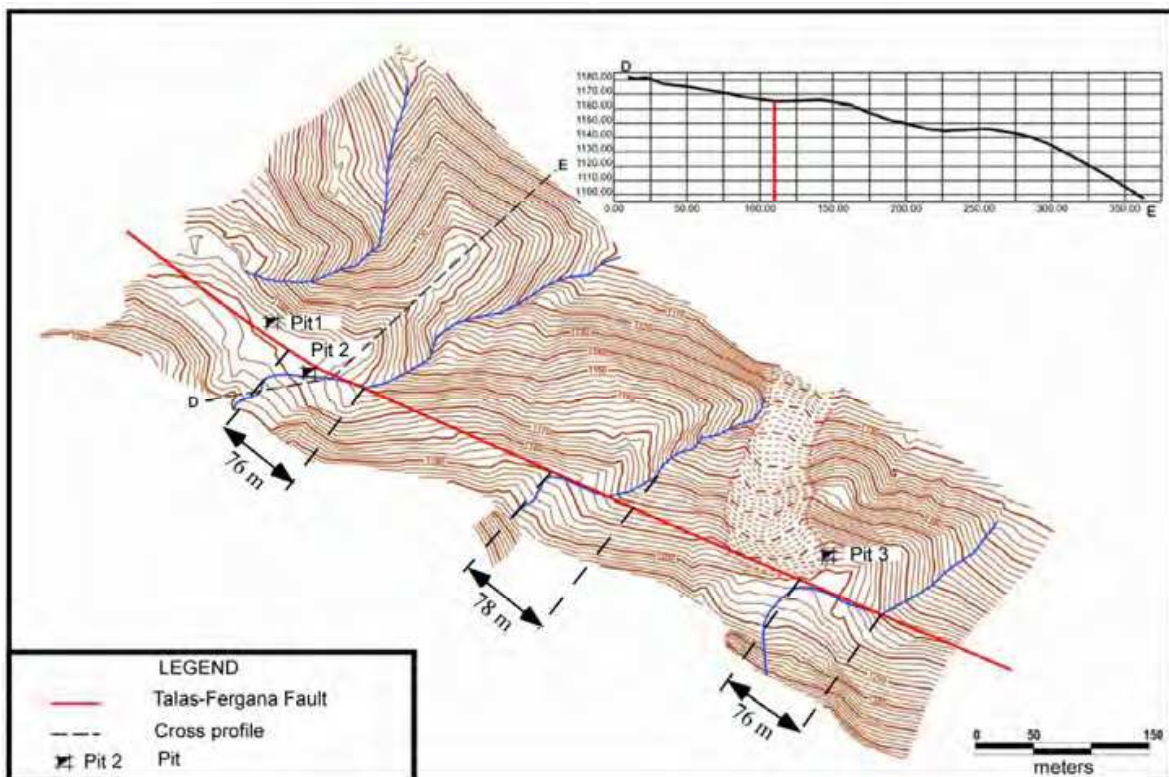 D
1180.00
1170.00
1160.00
1150.00
1140.00
1130.00
1120.00
1110.00
1100.00
0.00 50.00 100.00 150.00 200.00 250.00 300.00 350.00
E
E
Pit1
Pit 2
D
76 m
78 m
Pit 3
76 m
LEGEND
Talas-Fergana Fault
Cross profile
Pit 2 Pit
0 50 150
meters